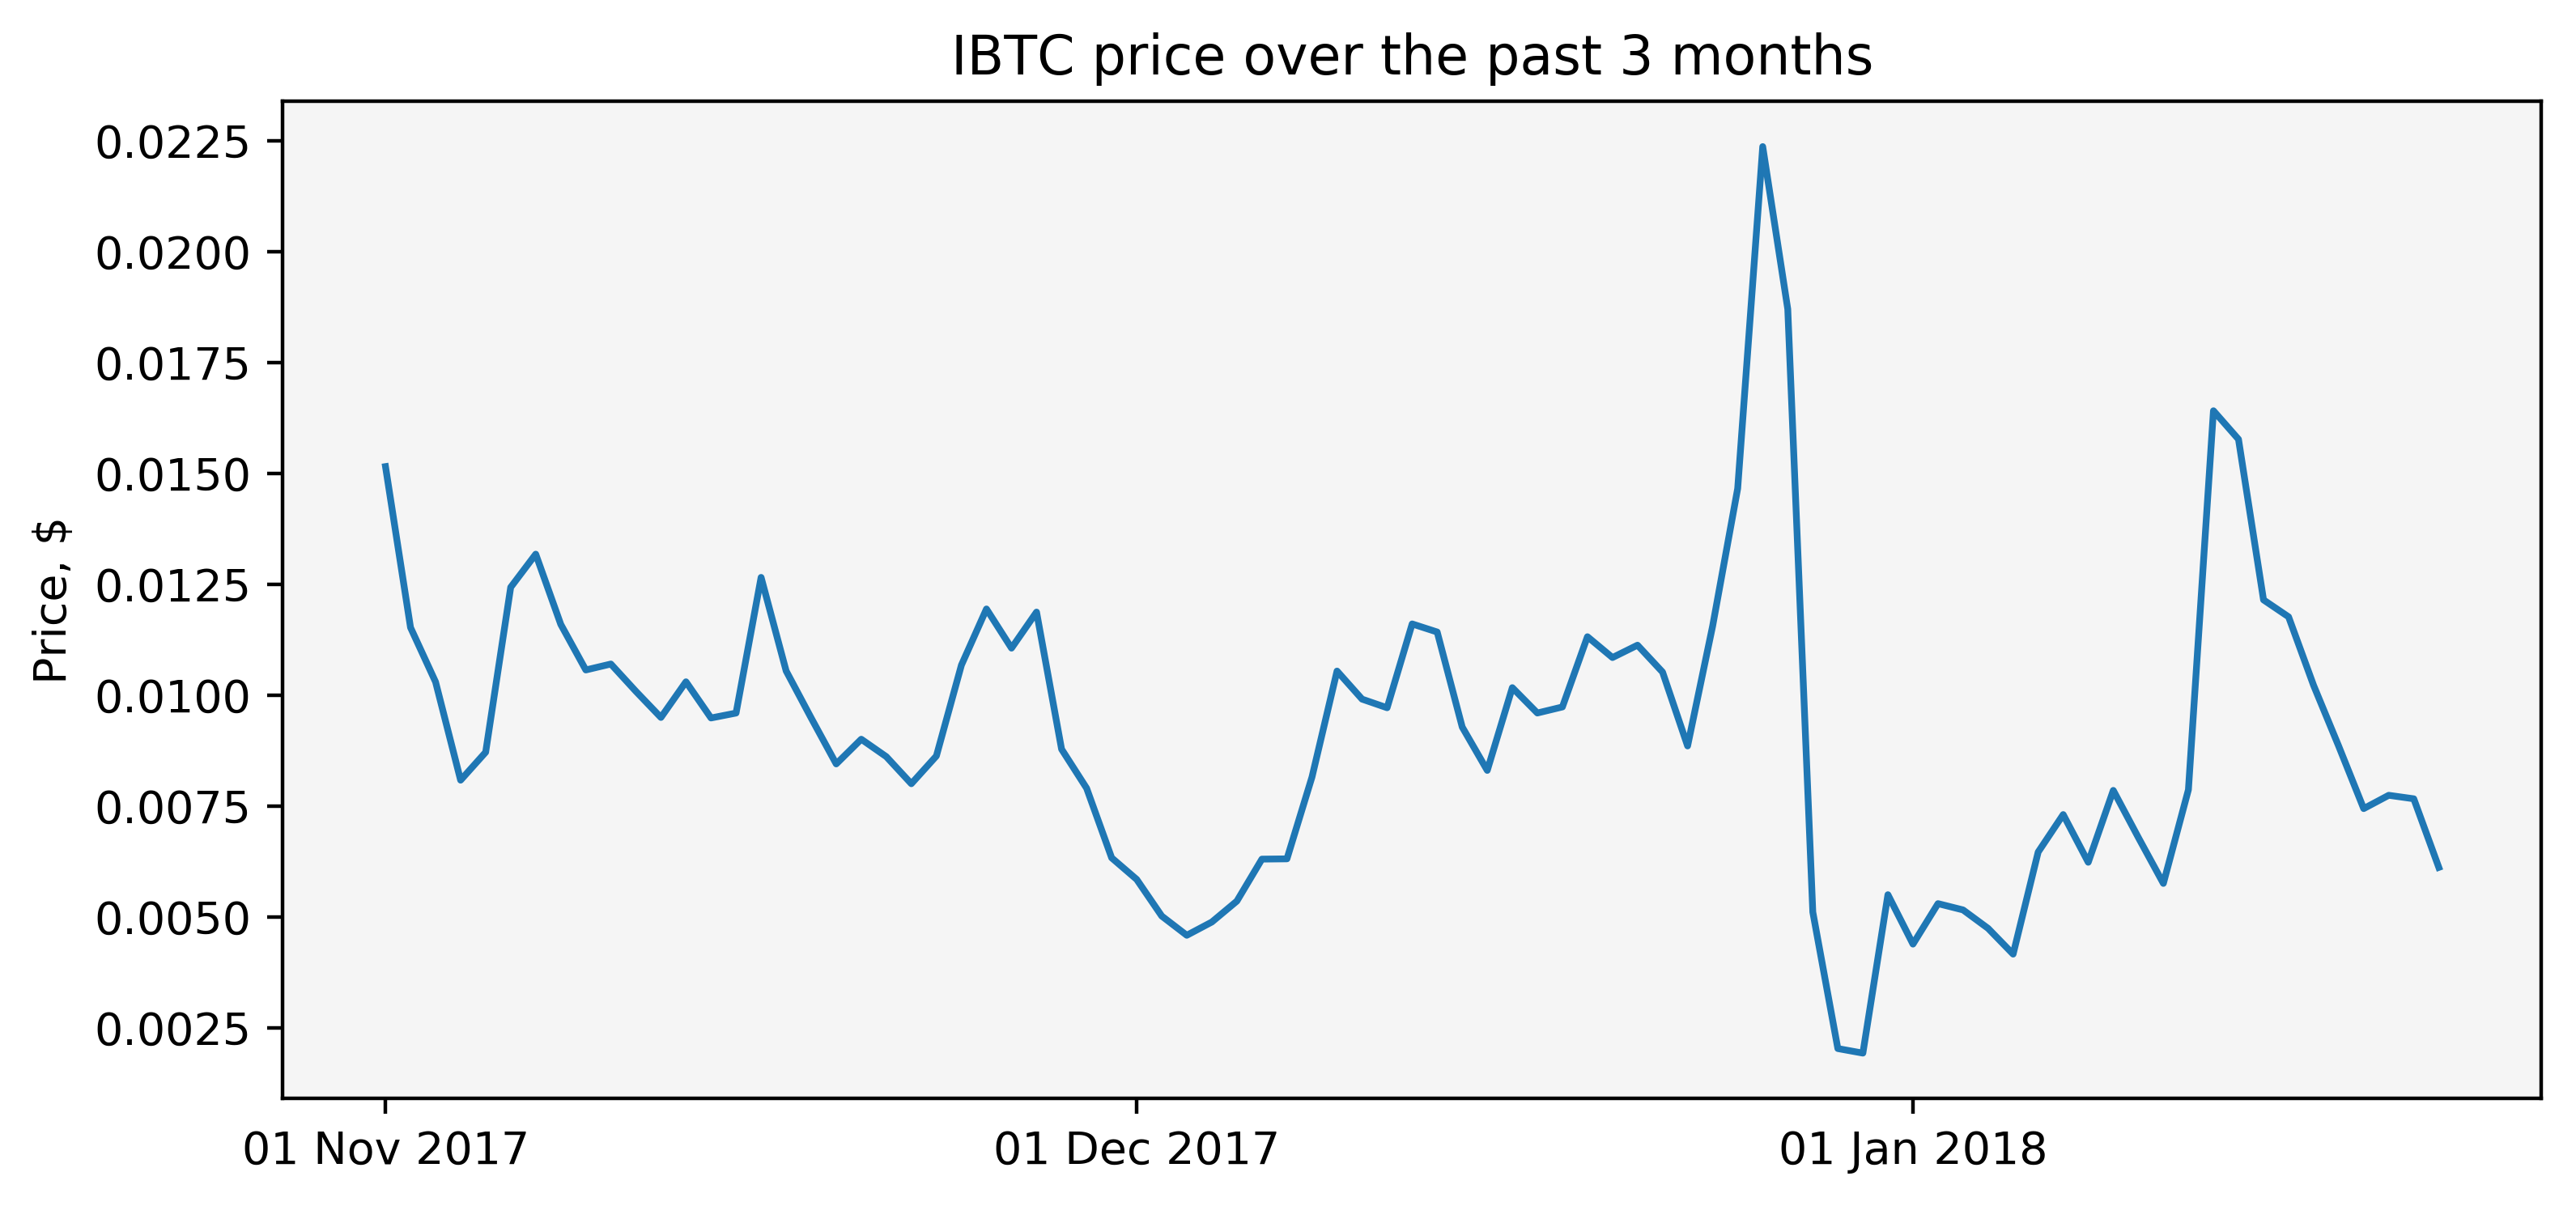 IBTC price over the past 3 months
Price, $
0.0225
0.0200
0.0175
0.0150
0.0125
0.0100
0.0075
0.0050
0.0025
01 Nov 2017
01 Dec 2017
01 Jan 2018